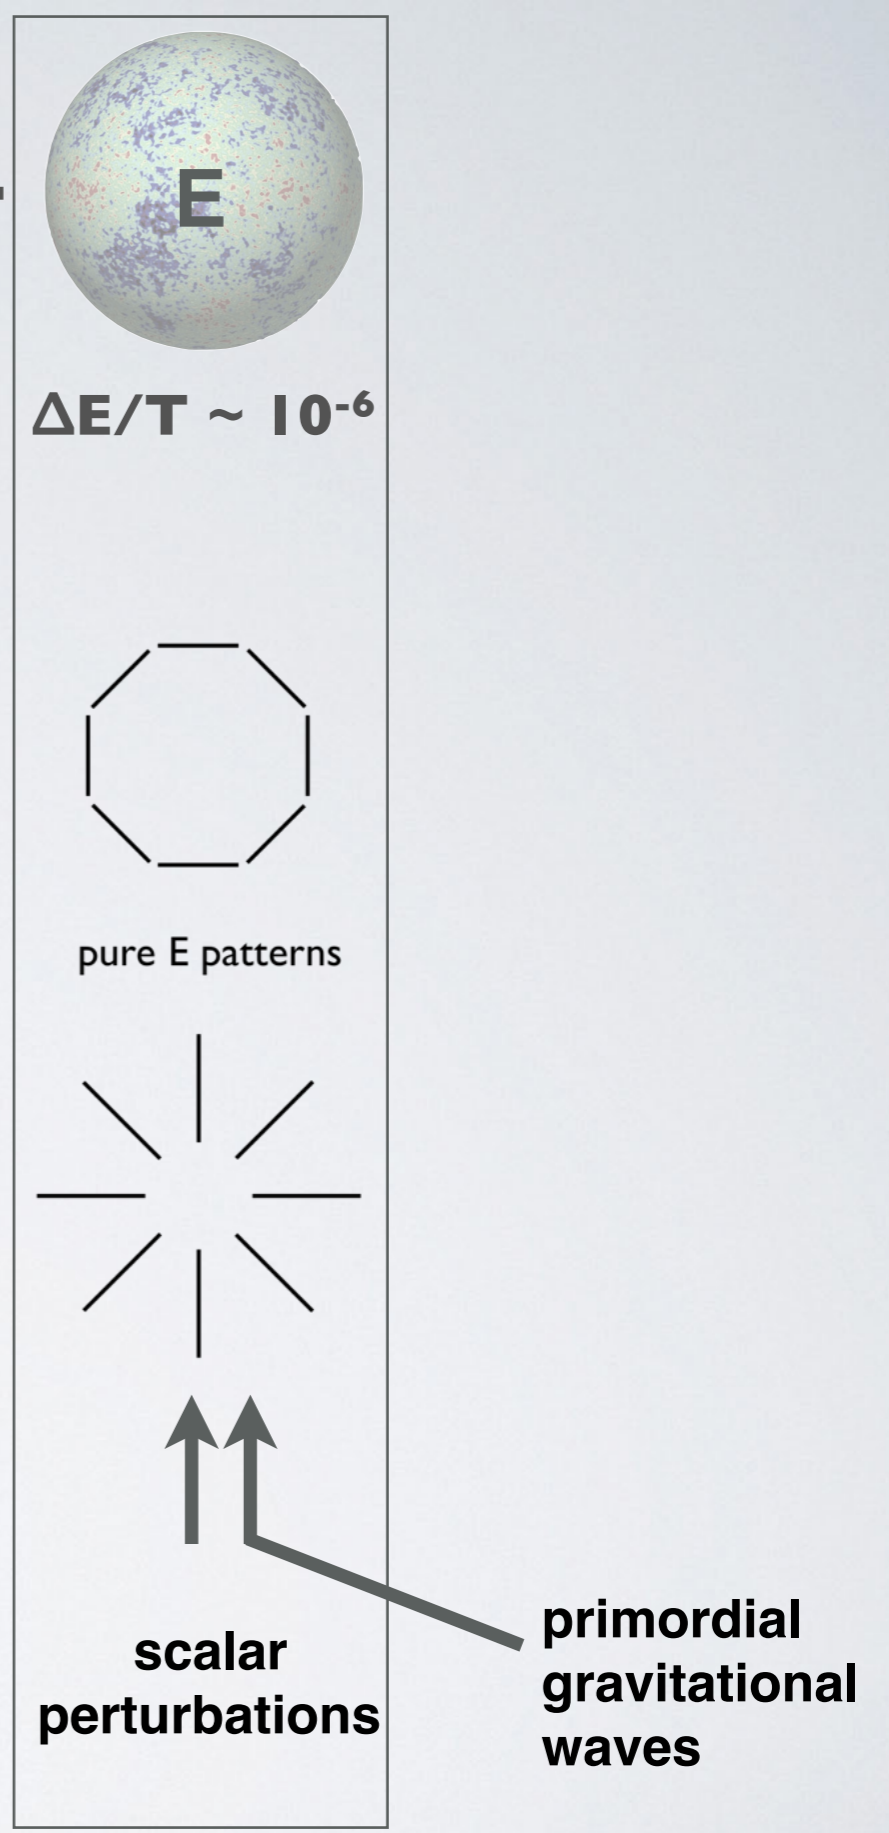 E
ΔE/T ~ 10⁻⁶
pure E patterns
scalar
perturbations
primordial
gravitational
waves